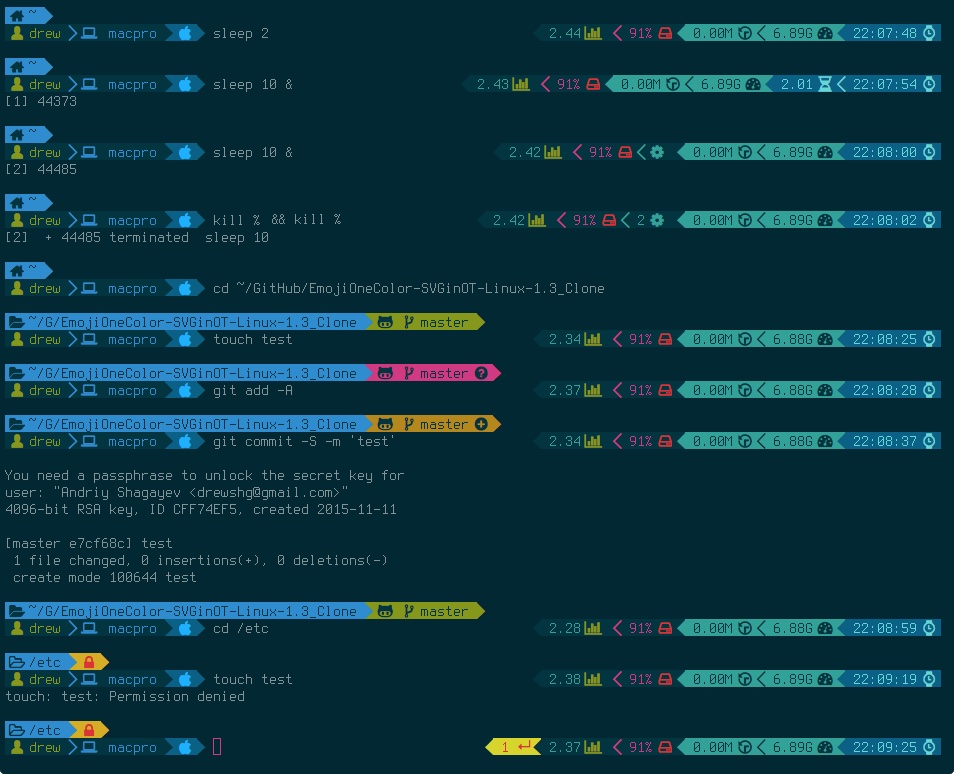 ~
drew macpro sleep 2 2.44 91% 0.00M 6.89G 22:07:48
~
drew macpro sleep 10 & 2.43 91% 0.00M 6.89G 2.01 22:07:54
[1] 44373
~
drew macpro sleep 10 & 2.42 91% 0.00M 6.89G 22:08:00
[2] 44485
~
drew macpro kill % && kill % 2.42 91% 2 0.00M 6.89G 22:08:02
[2]  + 44485 terminated  sleep 10
~
drew macpro cd ~/GitHub/EmojiOneColor-SVGinOT-Linux-1.3_Clone
~/G/EmojiOneColor-SVGinOT-Linux-1.3_Clone master
drew macpro touch test 2.34 91% 0.00M 6.89G 22:08:25
~/G/EmojiOneColor-SVGinOT-Linux-1.3_Clone master ?
drew macpro git add -A 2.37 91% 0.00M 6.88G 22:08:28
~/G/EmojiOneColor-SVGinOT-Linux-1.3_Clone master +
drew macpro git commit -S -m 'test' 2.34 91% 0.00M 6.88G 22:08:37
You need a passphrase to unlock the secret key for
user: "Andriy Shagayev <drewshg@gmail.com>"
4096-bit RSA key, ID CFF74EF5, created 2015-11-11
[master e7cf68c] test
1 file changed, 0 insertions(+), 0 deletions(-)
create mode 100644 test
~/G/EmojiOneColor-SVGinOT-Linux-1.3_Clone master
drew macpro cd /etc 2.28 91% 0.00M 6.88G 22:08:59
/etc
drew macpro touch test 2.38 91% 0.00M 6.89G 22:09:19
touch: test: Permission denied
/etc
drew macpro 1 ↵ 2.37 91% 0.00M 6.89G 22:09:25